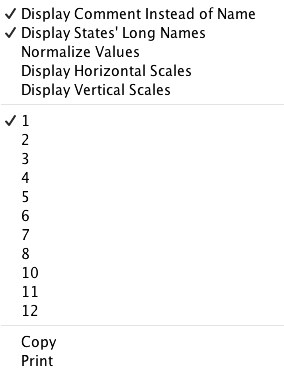 ✓ Display Comment Instead of Name
✓ Display States' Long Names
Normalize Values
Display Horizontal Scales
Display Vertical Scales
✓ 1
2
3
4
5
6
7
8
10
11
12
Copy
Print